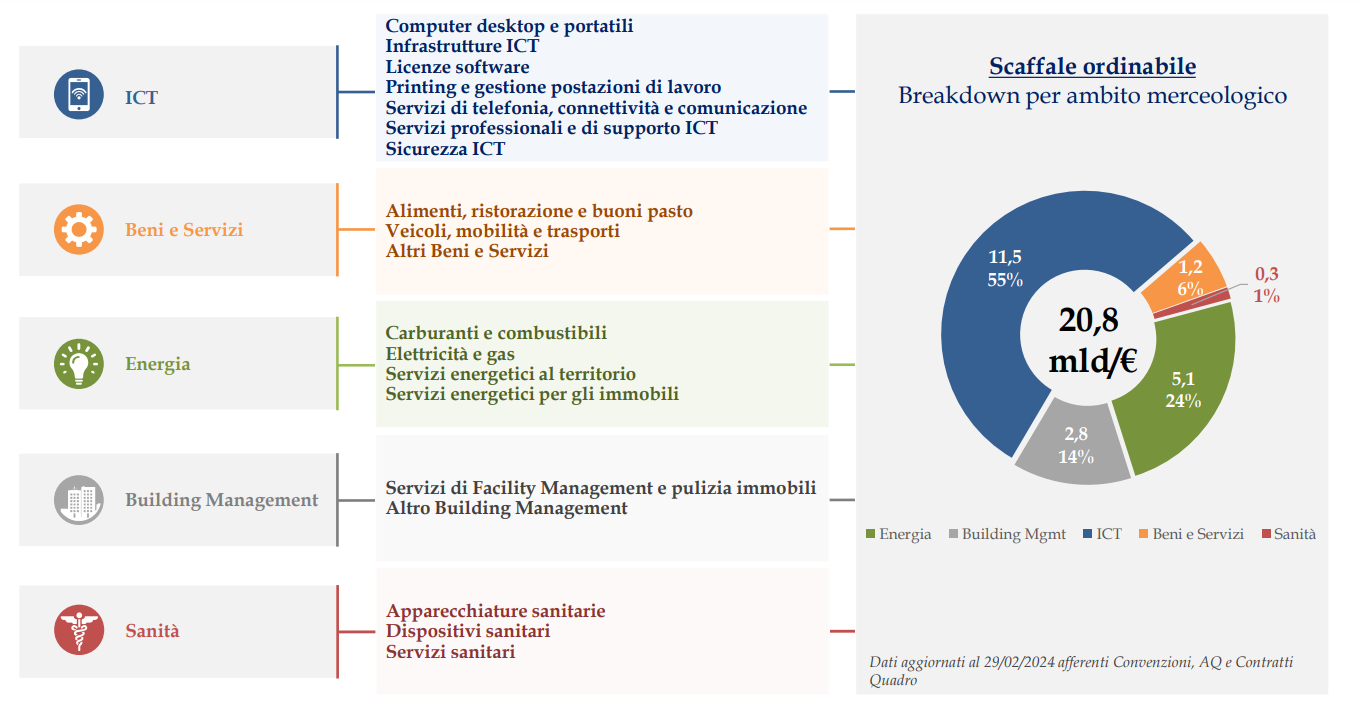 ICT
Computer desktop e portatili
Infrastrutture ICT
Licenze software
Printing e gestione postazioni di lavoro
Servizi di telefonia, connettività e comunicazione
Servizi professionali e di supporto ICT
Sicurezza ICT
Beni e Servizi
Alimenti, ristorazione e buoni pasto
Veicoli, mobilità e trasporti
Altri Beni e Servizi
Energia
Carburanti e combustibili
Elettricità e gas
Servizi energetici al territorio
Servizi energetici per gli immobili
Building Management
Servizi di Facility Management e pulizia immobili
Altro Building Management
Sanità
Apparecchiature sanitarie
Dispositivi sanitari
Servizi sanitari
Scaffale ordinabile
Breakdown per ambito merceologico
11,5
55%
1,2
6%
0,3
1%
20,8
mld/€
5,1
24%
2,8
14%
Energia
Building Mgmt
ICT
Beni e Servizi
Sanità
Dati aggiornati al 29/02/2024 afferenti Convenzioni, AQ e Contratti
Quadro